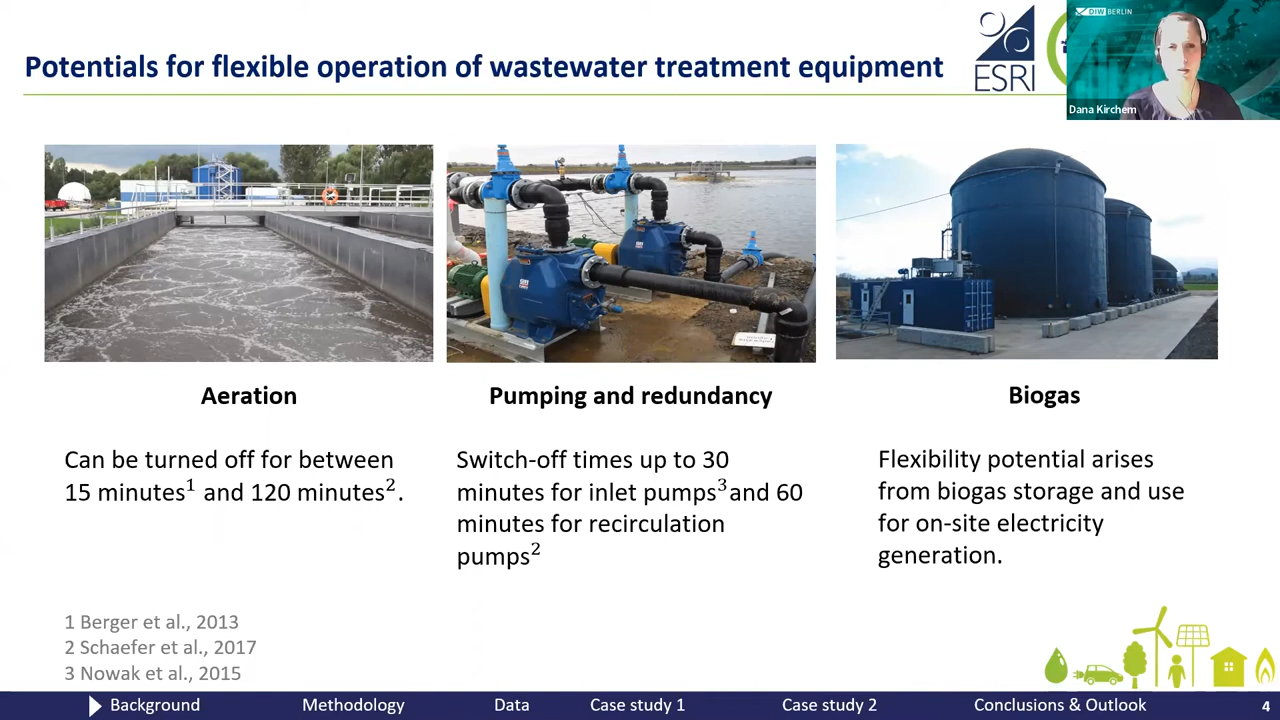 Potentials for flexible operation of wastewater treatment equipment
ESRI
DIW BERLIN
Dana Kirchem
Aeration
Can be turned off for between
15 minutes¹ and 120 minutes².
Pumping and redundancy
Switch-off times up to 30
minutes for inlet pumps³ and 60
minutes for recirculation
pumps²
Biogas
Flexibility potential arises
from biogas storage and use
for on-site electricity
generation.
1 Berger et al., 2013
2 Schaefer et al., 2017
3 Nowak et al., 2015
Background
Methodology
Data
Case study 1
Case study 2
Conclusions & Outlook
4